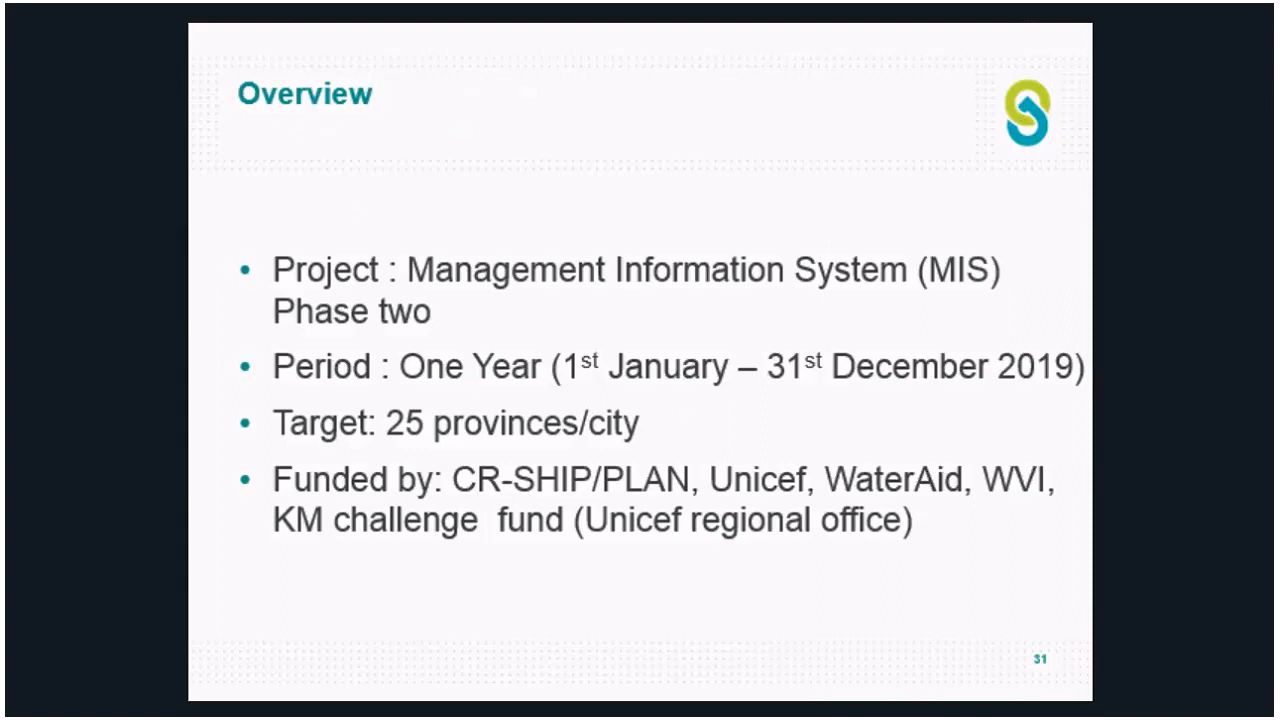 Overview
• Project : Management Information System (MIS)
Phase two
• Period : One Year (1st January – 31st December 2019)
• Target: 25 provinces/city
• Funded by: CR-SHIP/PLAN, Unicef, WaterAid, WVI,
KM challenge fund (Unicef regional office)
31